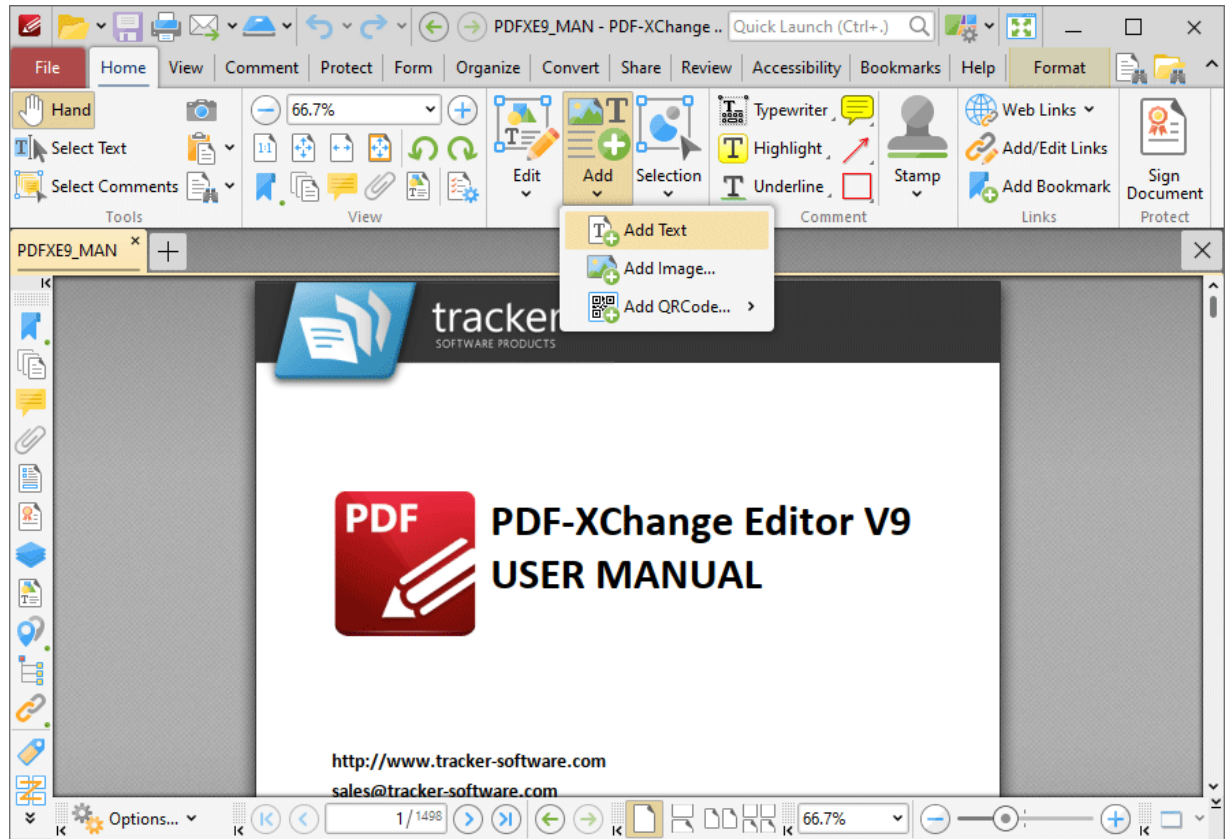 PDFXE9_MAN - PDF-XChange .. Quick Launch (Ctrl+.)
File Home View Comment Protect Form Organize Convert Share Review Accessibility Bookmarks Help Format
Hand 66.7% Typewriter Web Links
Select Text 1:1 T Highlight Add/Edit Links
Select Comments Edit Add Selection T Underline Stamp Add Bookmark Sign Document
Tools View Comment Links Protect
Add Text
Add Image...
Add QRCode...
PDFXE9_MAN
tracker
SOFTWARE PRODUCTS
PDF
PDF-XChange Editor V9
USER MANUAL
http://www.tracker-software.com
sales@tracker-software.com
Options... 1/1498 66.7%